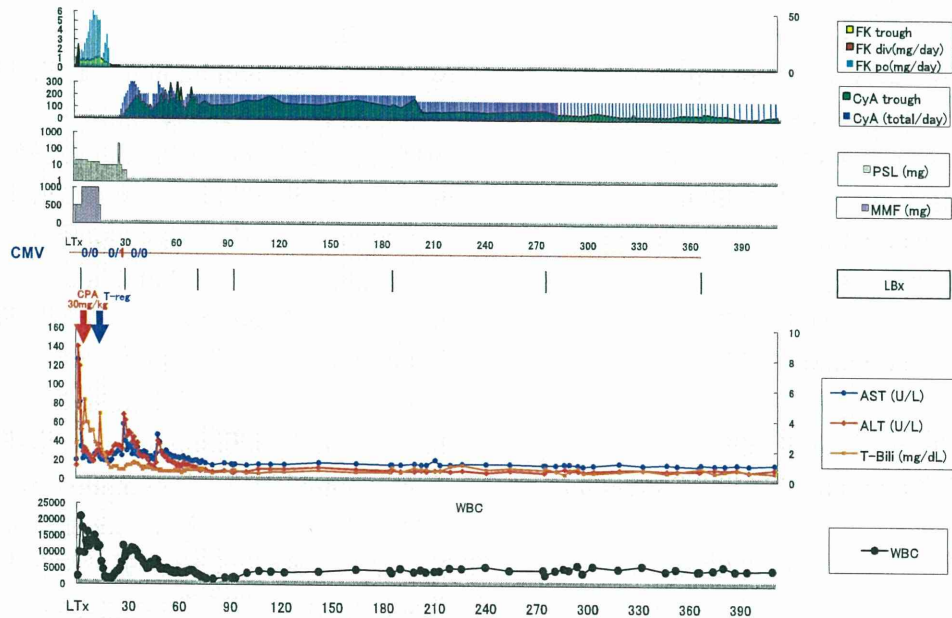 6
5
4
3
2
1
0
50
0
FK trough
FK div(mg/day)
FK po(mg/day)
300
200
100
0
CyA trough
CyA (total/day)
1000
100
10
1
PSL (mg)
1000
500
0
MMF (mg)
LTx 30 60 90 120 150 180 210 240 270 300 330 360 390
CMV 0/0 0/1 0/0
LBx
CPA T-reg
30mg/kg
160
140
120
100
80
60
40
20
0
10
8
6
4
2
0
AST (U/L)
ALT (U/L)
T-Bili (mg/dL)
WBC
25000
20000
15000
10000
5000
0
WBC
LTx 30 60 90 120 150 180 210 240 270 300 330 360 390